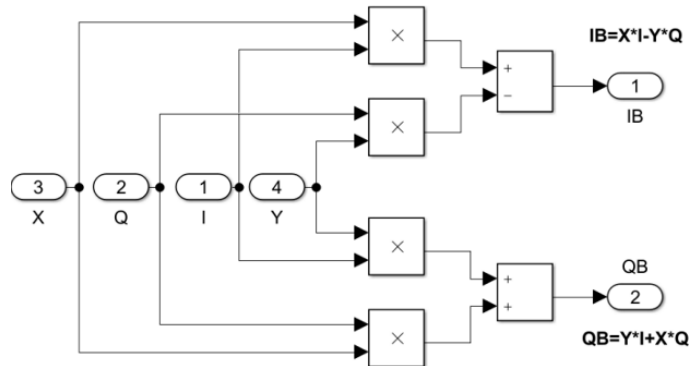 ×
IB=X*I-Y*Q
+
−
1
IB
×
3
X
2
Q
1
I
4
Y
×
QB
+
+
2
×
QB=Y*I+X*Q